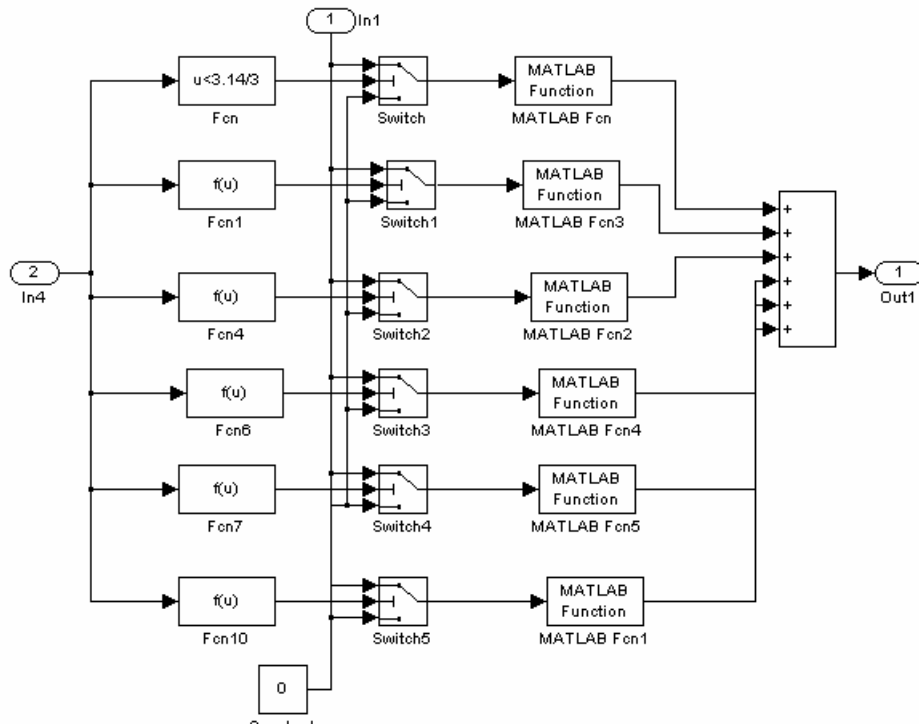 1
In1
u<3.14/3
Fcn
Switch
MATLAB
Function
MATLAB Fcn
f(u)
Fcn1
Switch1
MATLAB
Function
MATLAB Fcn3
+
+
+
+
+
+
2
In4
1
Out1
f(u)
Fcn4
Switch2
MATLAB
Function
MATLAB Fcn2
f(u)
Fcn6
Switch3
MATLAB
Function
MATLAB Fcn4
f(u)
Fcn7
Switch4
MATLAB
Function
MATLAB Fcn5
f(u)
Fcn10
Switch5
MATLAB
Function
MATLAB Fcn1
0